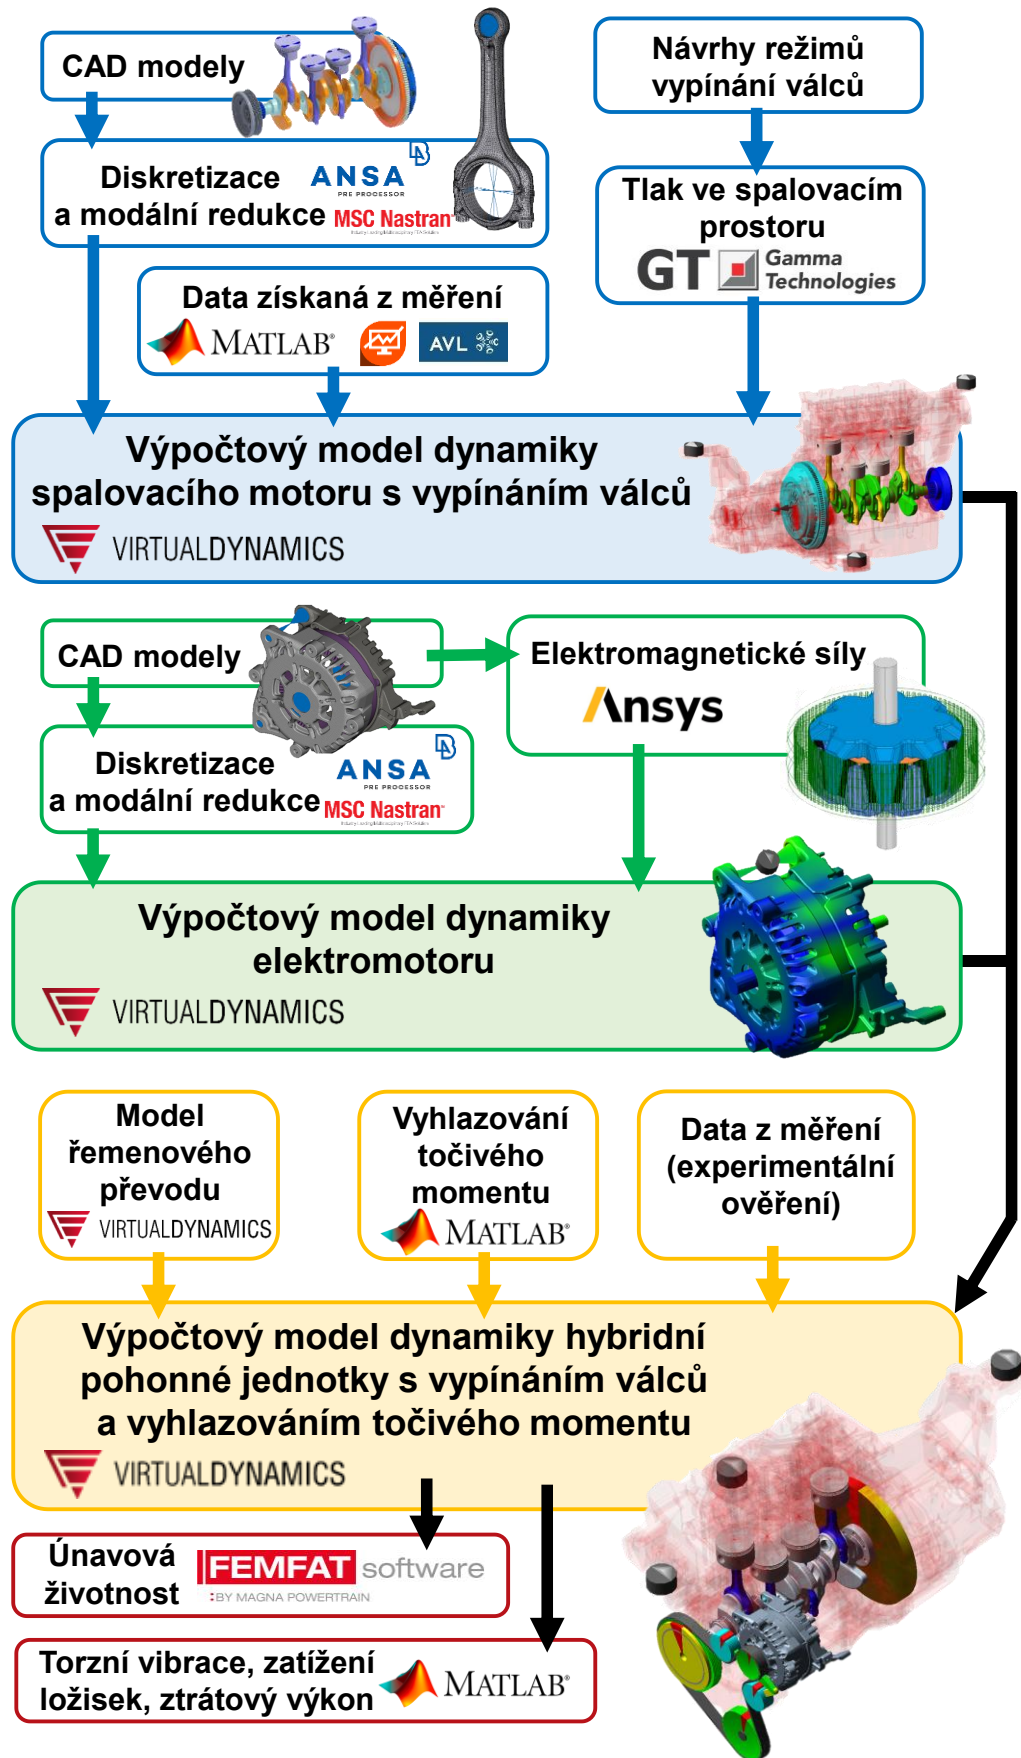 CAD modely
Návrhy režimů
vypínání válců
Diskretizace
a modální redukce
ANSA
PRE PROCESSOR
MSC Nastran
Tlak ve spalovacím
prostoru
GT Gamma
Technologies
Data získaná z měření
MATLAB®
AVL
Výpočtový model dynamiky
spalovacího motoru s vypínáním válců
VIRTUALDYNAMICS
CAD modely
Elektromagnetické síly
Ansys
Diskretizace
a modální redukce
ANSA
PRE PROCESSOR
MSC Nastran
Výpočtový model dynamiky
elektromotoru
VIRTUALDYNAMICS
Model
řemenového
převodu
VIRTUALDYNAMICS
Vyhlazování
točivého
momentu
MATLAB®
Data z měření
(experimentální
ověření)
Výpočtový model dynamiky hybridní
pohonné jednotky s vypínáním válců
a vyhlazováním točivého momentu
VIRTUALDYNAMICS
Únavová
životnost
FEMFAT software
BY MAGNA POWERTRAIN
Torzní vibrace, zatížení
ložisek, ztrátový výkon
MATLAB®